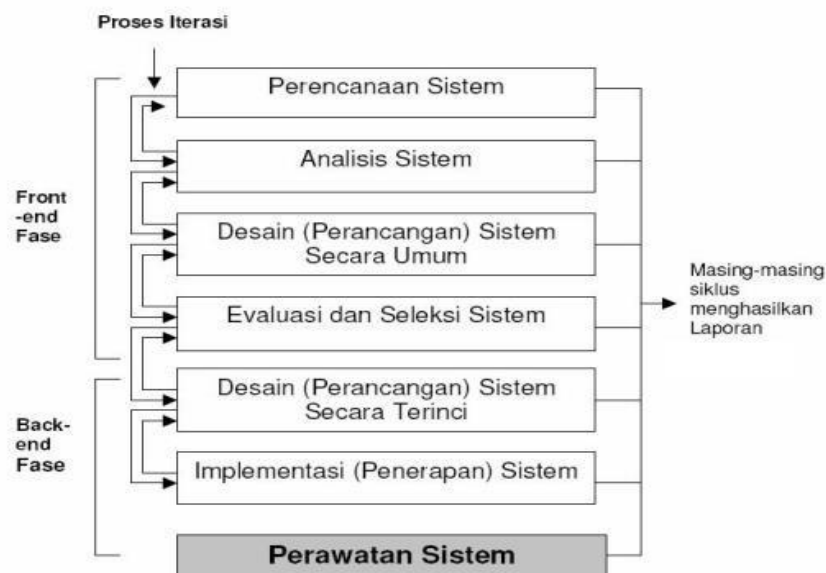 Proses Iterasi
Perencanaan Sistem
Analisis Sistem
Front
-end
Fase
Desain (Perancangan) Sistem
Secara Umum
Evaluasi dan Seleksi Sistem
Masing-masing
siklus
menghasilkan
Laporan
Desain (Perancangan) Sistem
Secara Terinci
Back-
end
Fase
Implementasi (Penerapan) Sistem
Perawatan Sistem